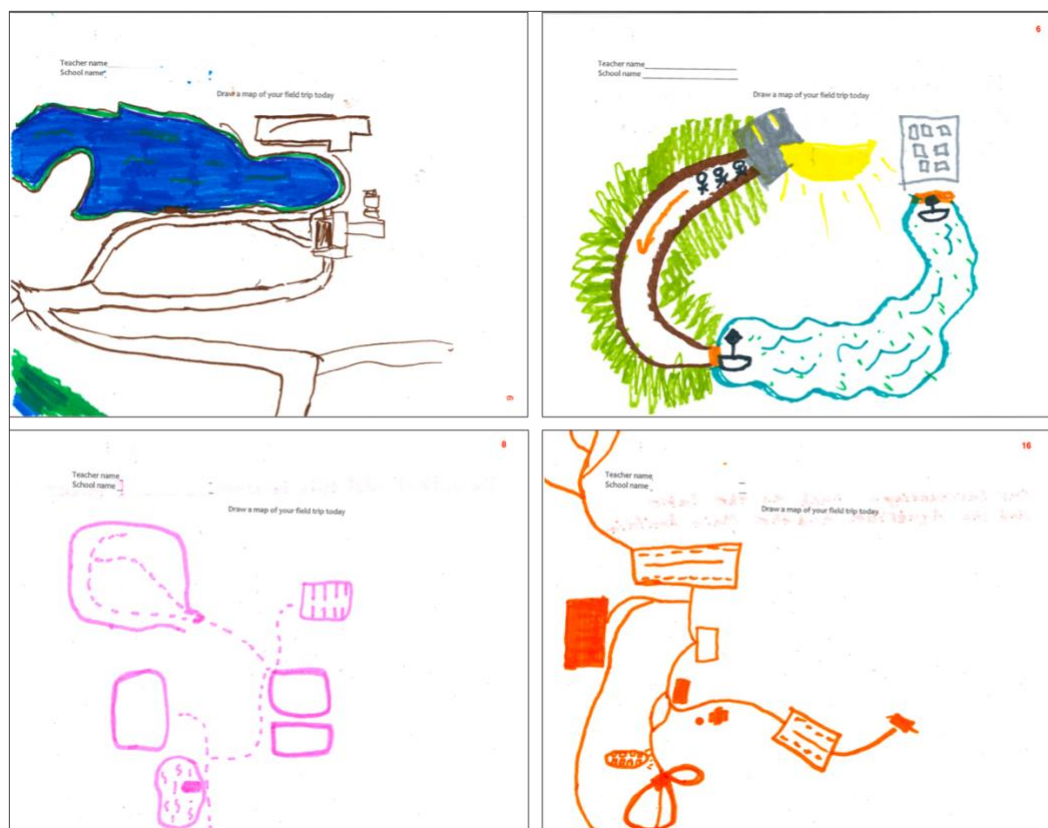 Teacher name
School name
Draw a map of your field trip today
9
6
Teacher name
School name
Draw a map of your field trip today
8
Teacher name
School name
Draw a map of your field trip today
16
Teacher name
School name
Draw a map of your field trip today